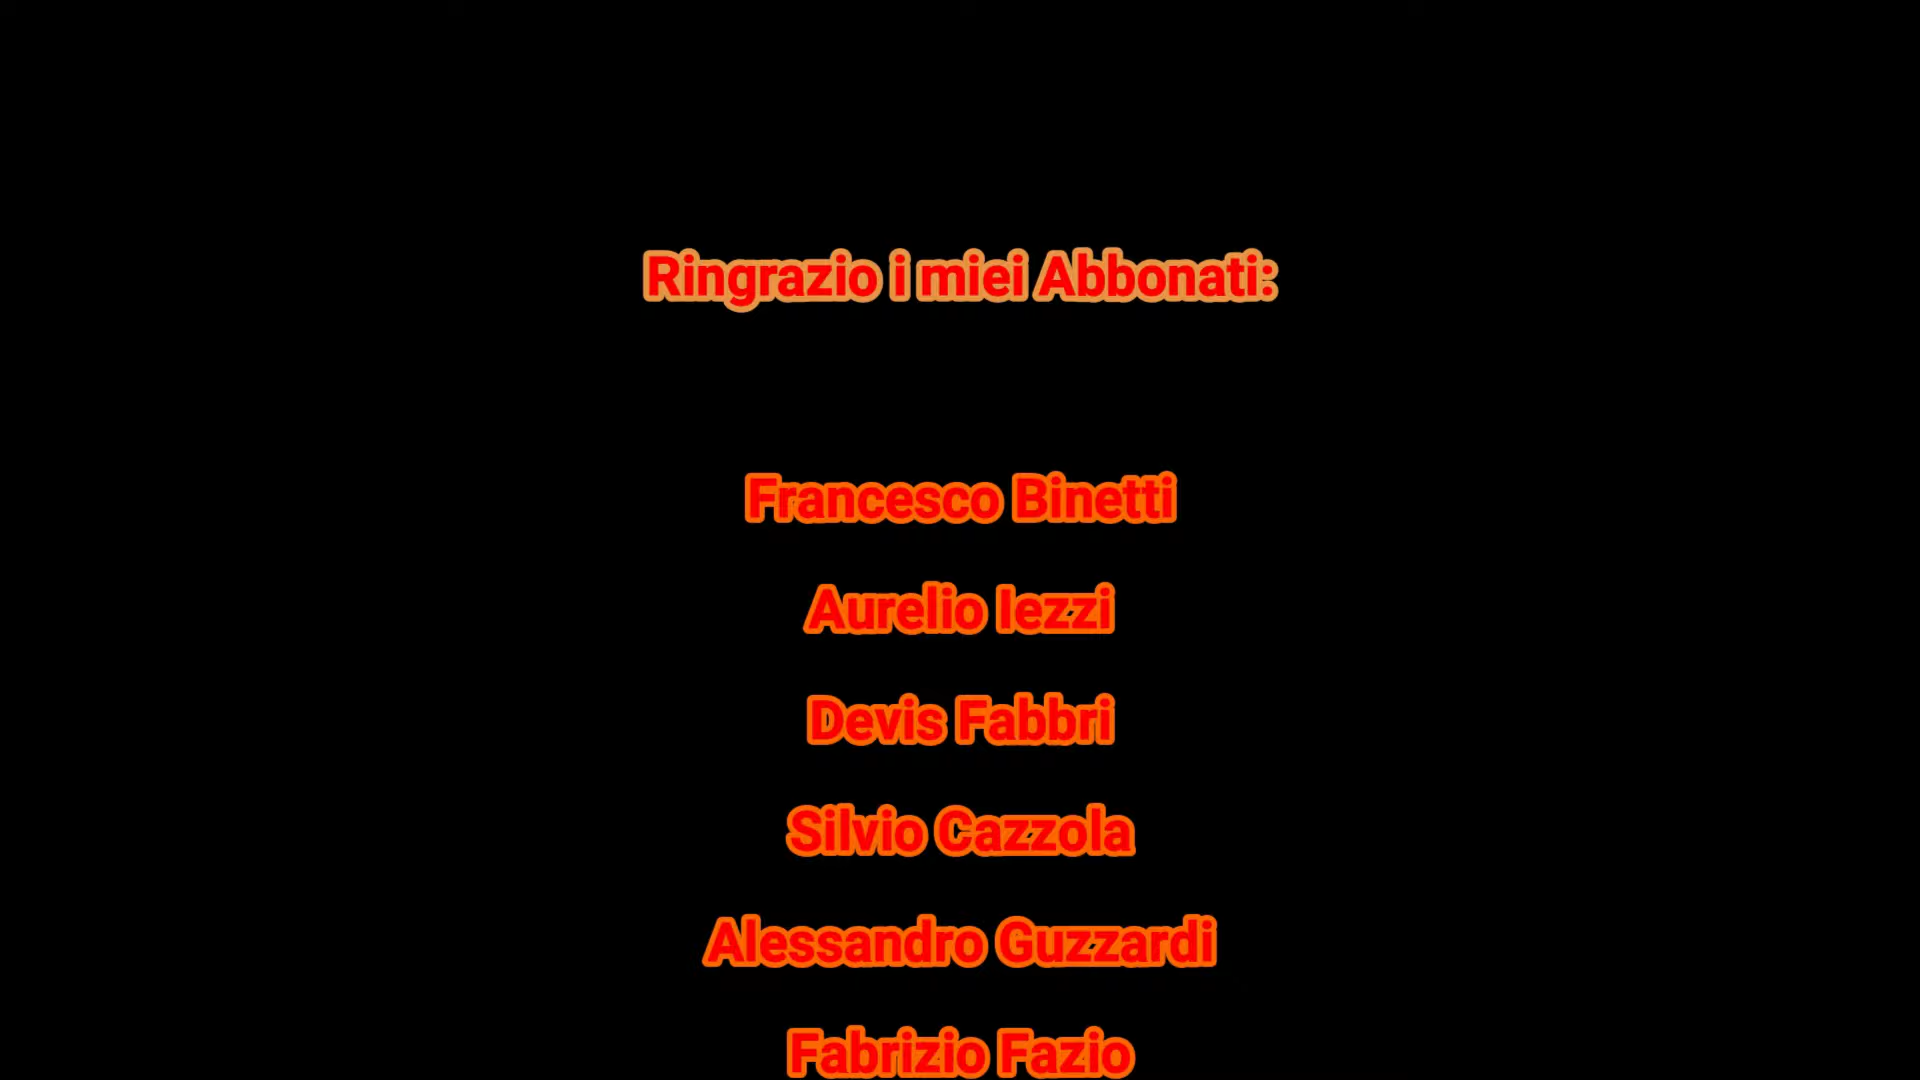 Ringrazio i miei Abbonati:
Francesco Binetti
Aurelio Iezzi
Devis Fabbri
Silvio Cazzola
Alessandro Guzzardi
Fabrizio Fazio